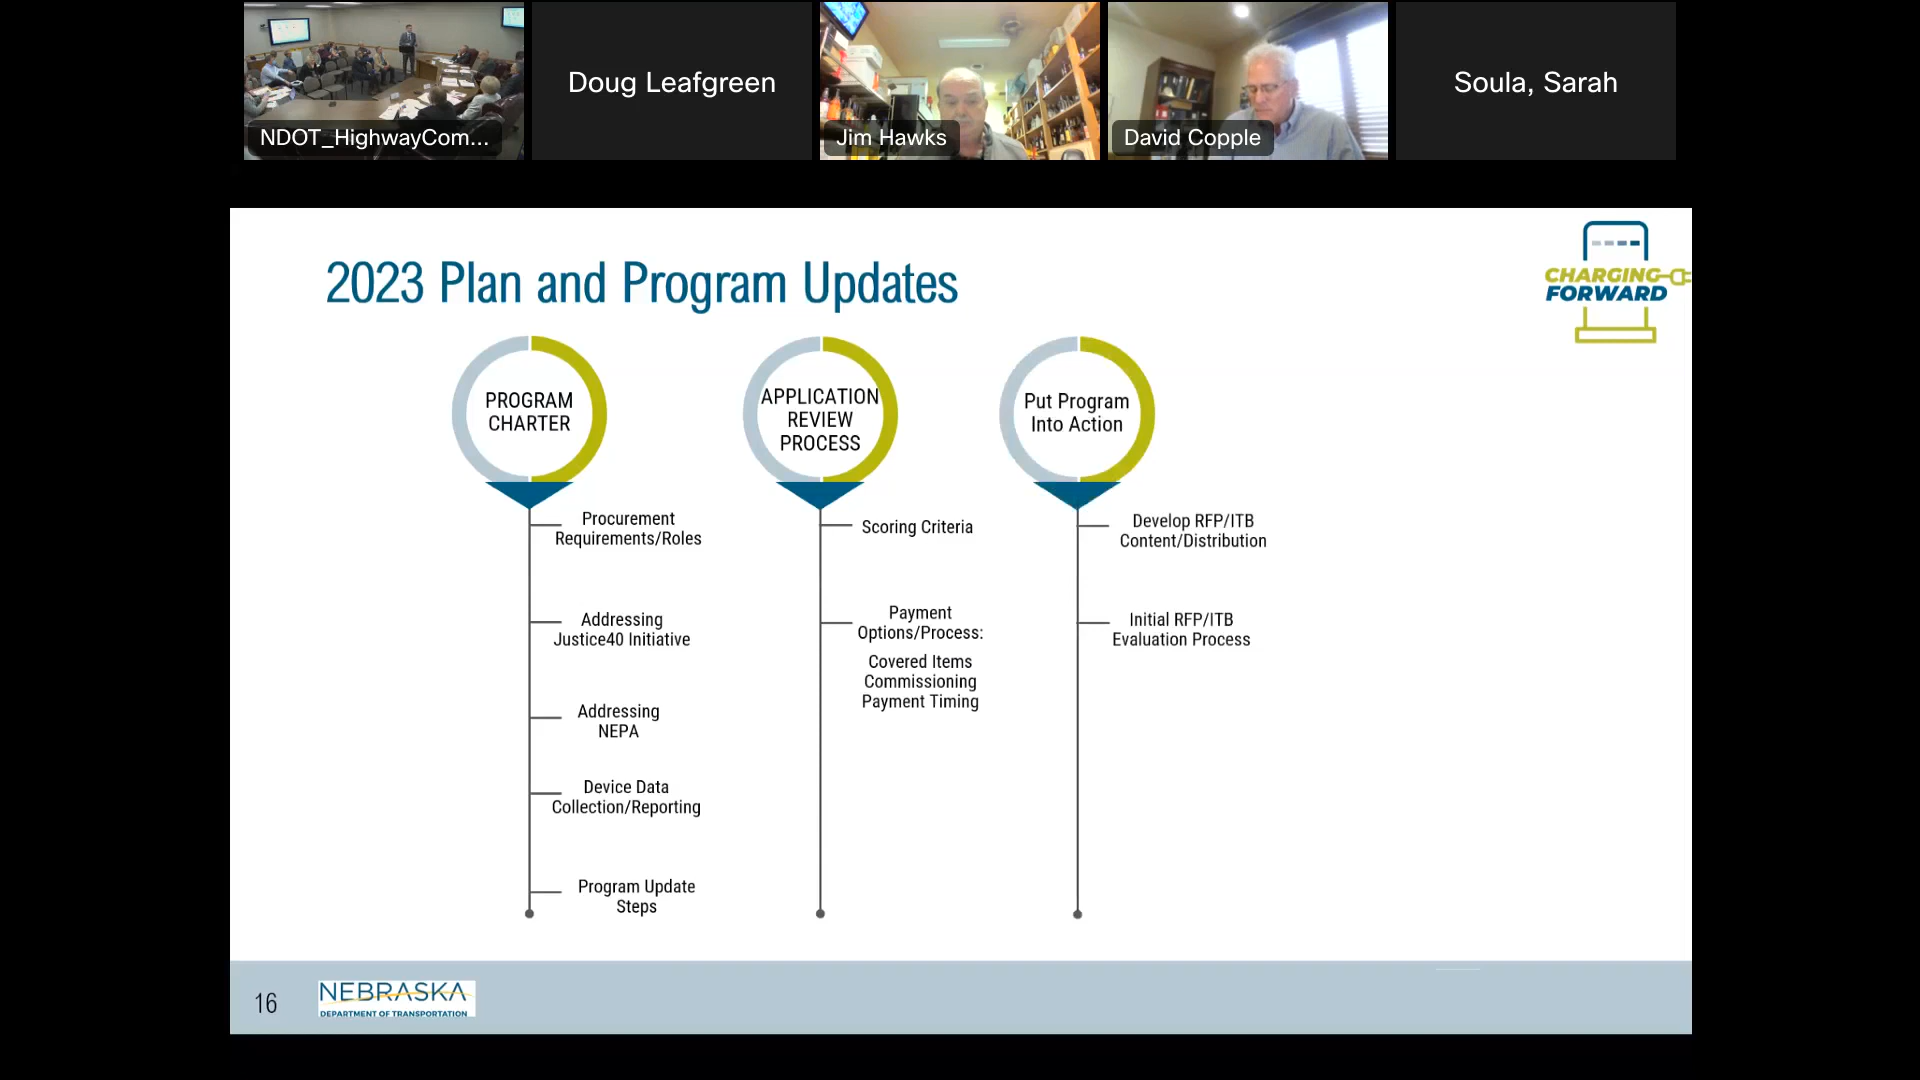 NDOT_HighwayCom...
Doug Leafgreen
Jim Hawks
David Copple
Soula, Sarah
2023 Plan and Program Updates
CHARGING
FORWARD
PROGRAM
CHARTER
APPLICATION
REVIEW
PROCESS
Put Program
Into Action
Procurement
Requirements/Roles
Addressing
Justice40 Initiative
Addressing
NEPA
Device Data
Collection/Reporting
Program Update
Steps
Scoring Criteria
Payment
Options/Process:
Covered Items
Commissioning
Payment Timing
Develop RFP/ITB
Content/Distribution
Initial RFP/ITB
Evaluation Process
16
NEBRASKA
DEPARTMENT OF TRANSPORTATION